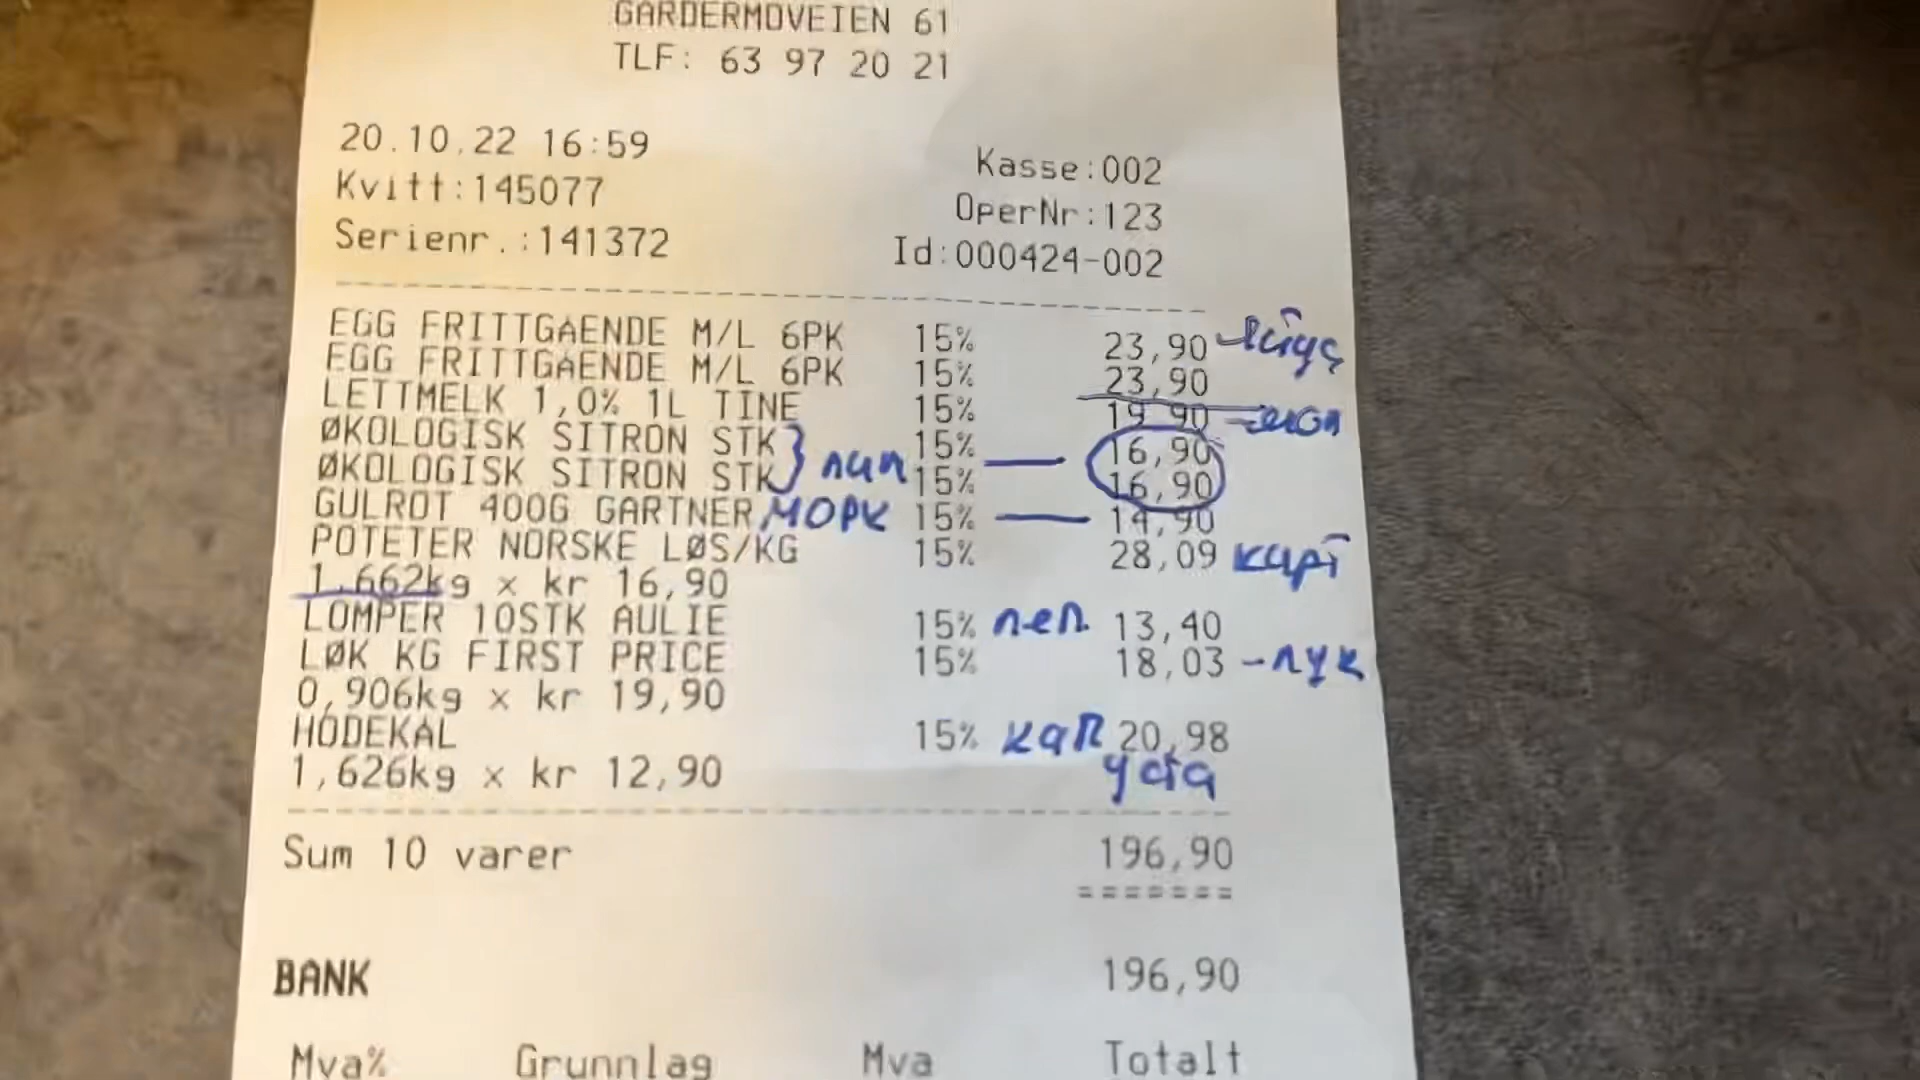 GARDERMOVEIEN 61
TLF: 63 97 20 21
20.10.22 16:59
Kasse:002
Kvitt:145077
OperNr:123
Serienr.:141372
Id:000424-002
EGG FRITTGAENDE M/L 6PK 15% 23,90
EGG FRITTGAENDE M/L 6PK 15% 23,90
LETTMELK 1,0% 1L TINE 15% 19,90 мол
ØKOLOGISK SITRON STK 15% 16,90
ØKOLOGISK SITRON STK лип 15% 16,90
GULROT 400G GARTNER морк 15% 14,90
POTETER NORSKE LØS/KG 15% 28,09 карт
1,662kg x kr 16,90
LOMPER 10STK AULIE 15% леп 13,40
LØK KG FIRST PRICE 15% 18,03 - лук
0,906kg x kr 19,90
HODEKAL 15% кап 20,98
1,626kg x kr 12,90 уста
Sum 10 varer 196,90
=======
BANK 196,90
Mva% Grunnlag Mva Totalt